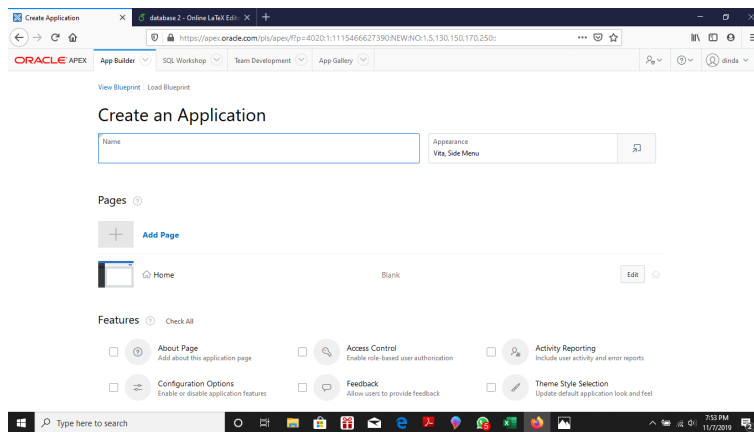 Create Application
database 2 - Online LaTeX Edito
https://apex.oracle.com/pls/apex/f?p=4020:1:1115466627390:NEW:NO:1,5,130,150,170,250::
ORACLE APEX App Builder SQL Workshop Team Development App Gallery dinda
View Blueprint Load Blueprint
Create an Application
Name
Appearance
Vita, Side Menu
Pages
Add Page
Home Blank Edit
Features Check All
About Page
Add about this application page
Access Control
Enable role-based user authorization
Activity Reporting
Include user activity and error reports
Configuration Options
Enable or disable application features
Feedback
Allow users to provide feedback
Theme Style Selection
Update default application look and feel
Type here to search
7:53 PM
11/7/2019